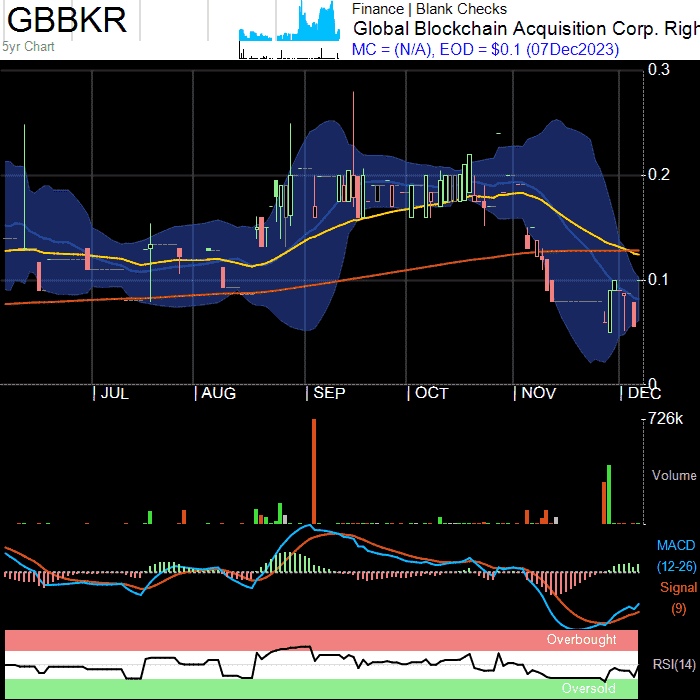 GBBKR
5yr Chart
Finance | Blank Checks
Global Blockchain Acquisition Corp. Righ
MC = (N/A), EOD = $0.1 (07Dec2023)
0.3
0.2
0.1
0
JUL AUG SEP OCT NOV DEC
726k
Volume
MACD
(12-26)
Signal
(9)
Overbought
RSI(14)
Oversold